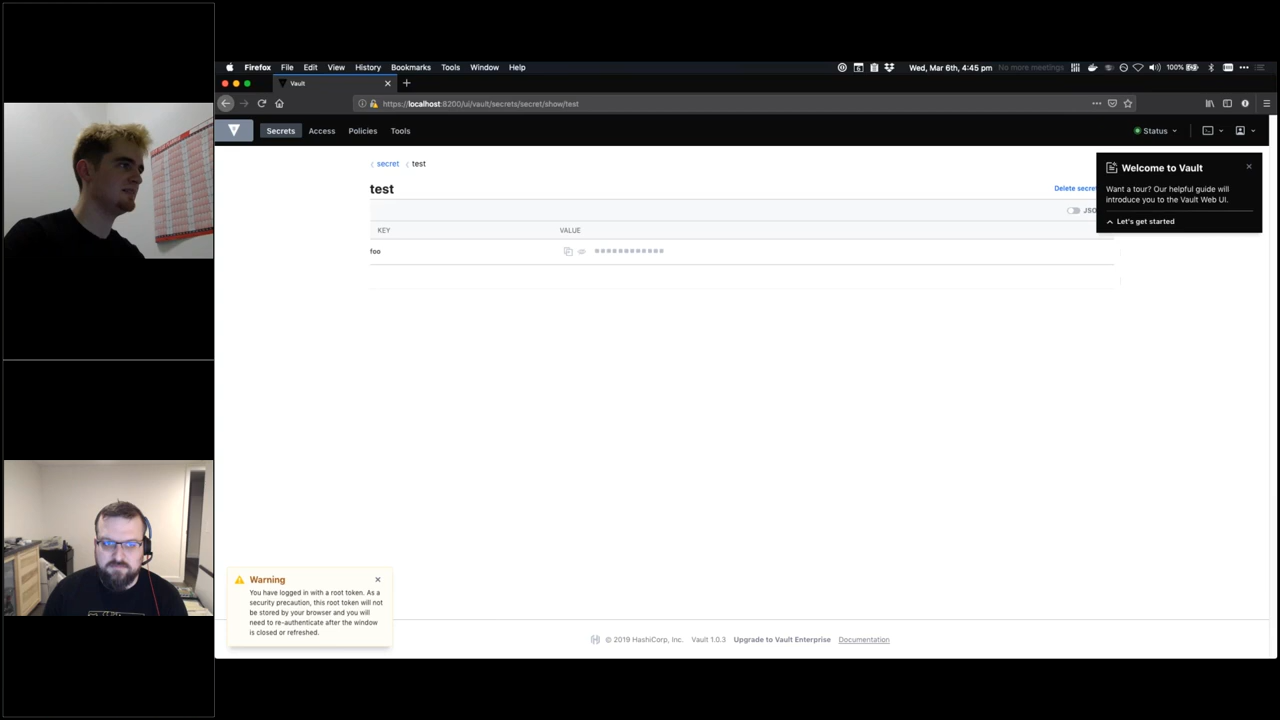 Firefox File Edit View History Bookmarks Tools Window Help
Wed, Mar 6th, 4:45 pm No more meetings 100%
Vault
https://localhost:8200/ui/vault/secrets/secret/show/test
Secrets Access Policies Tools
Status
secret test
test
Delete secre
JSO
KEY VALUE
foo
Welcome to Vault
Want a tour? Our helpful guide will
introduce you to the Vault Web UI.
Let's get started
Warning
You have logged in with a root token. As a
security precaution, this root token will not
be stored by your browser and you will
need to re-authenticate after the window
is closed or refreshed.
© 2019 HashiCorp, Inc. Vault 1.0.3 Upgrade to Vault Enterprise Documentation